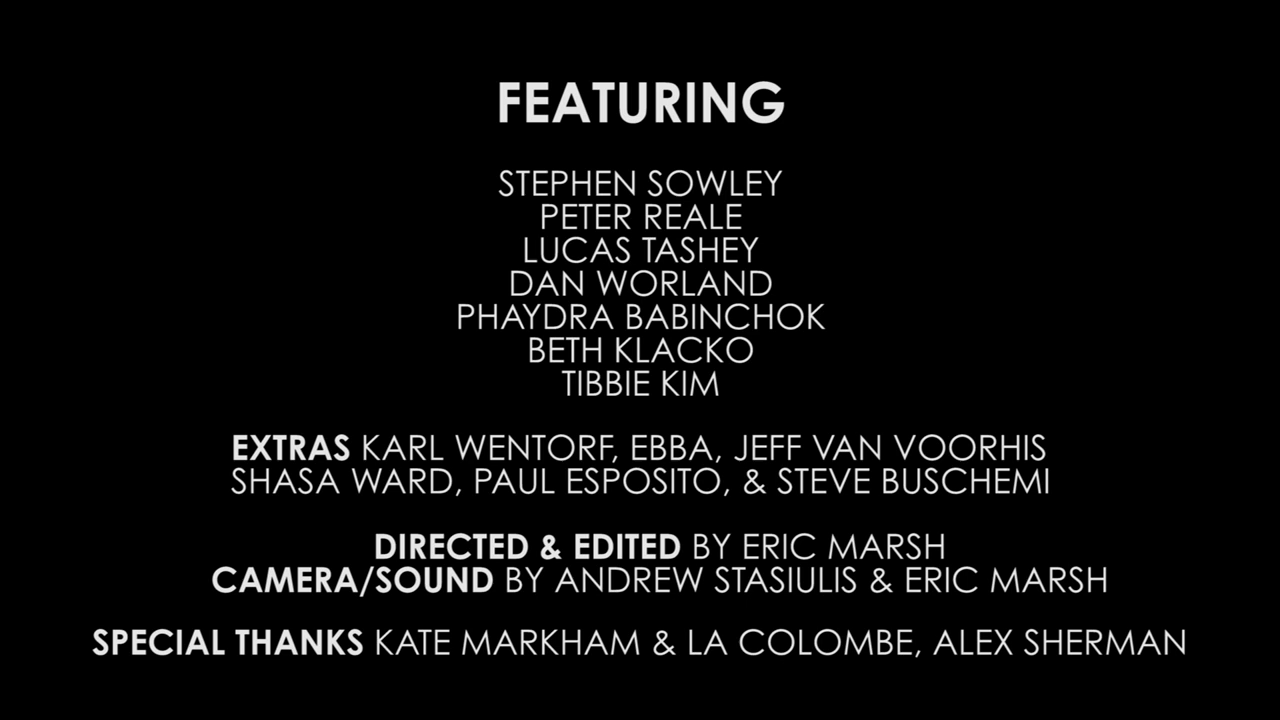 FEATURING
STEPHEN SOWLEY
PETER REALE
LUCAS TASHEY
DAN WORLAND
PHAYDRA BABINCHOK
BETH KLACKO
TIBBIE KIM
EXTRAS KARL WENTORF, EBBA, JEFF VAN VOORHIS
SHASA WARD, PAUL ESPOSITO, & STEVE BUSCHEMI
DIRECTED & EDITED BY ERIC MARSH
CAMERA/SOUND BY ANDREW STASIULIS & ERIC MARSH
SPECIAL THANKS KATE MARKHAM & LA COLOMBE, ALEX SHERMAN